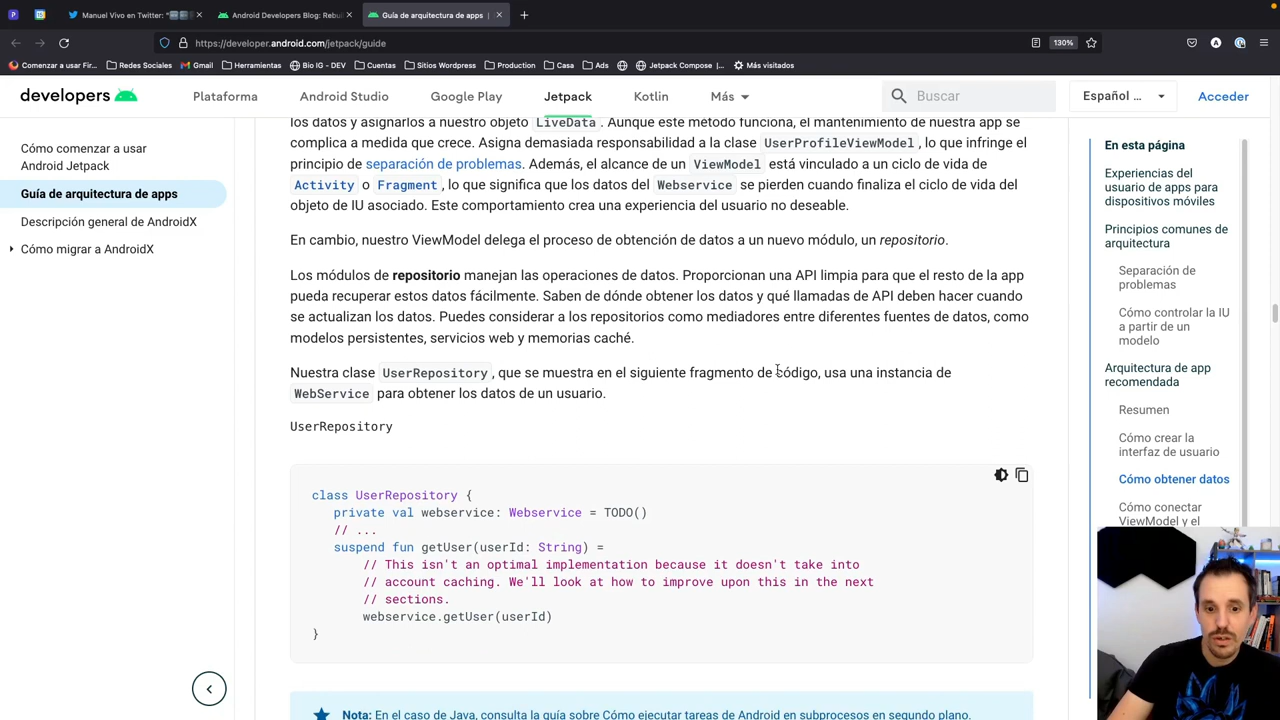 Manuel Vivo en Twitter: "
Android Developers Blog: Rebui
Guía de arquitectura de apps
https://developer.android.com/jetpack/guide
130%
Comenzar a usar Fir...
Redes Sociales
Gmail
Herramientas
Bio IG - DEV
Cuentas
Sitios Wordpress
Production
Casa
Ads
Jetpack Compose |...
Más visitados
developers
Plataforma
Android Studio
Google Play
Jetpack
Kotlin
Más
Buscar
Español ...
Acceder
Cómo comenzar a usar
Android Jetpack
Guía de arquitectura de apps
Descripción general de AndroidX
Cómo migrar a AndroidX
los datos y asignarlos a nuestro objeto LiveData. Aunque este método funciona, el mantenimiento de nuestra app se
complica a medida que crece. Asigna demasiada responsabilidad a la clase UserProfileViewModel, lo que infringe el
principio de separación de problemas. Además, el alcance de un ViewModel está vinculado a un ciclo de vida de
Activity o Fragment, lo que significa que los datos del Webservice se pierden cuando finaliza el ciclo de vida del
objeto de IU asociado. Este comportamiento crea una experiencia del usuario no deseable.
En cambio, nuestro ViewModel delega el proceso de obtención de datos a un nuevo módulo, un repositorio.
Los módulos de repositorio manejan las operaciones de datos. Proporcionan una API limpia para que el resto de la app
pueda recuperar estos datos fácilmente. Saben de dónde obtener los datos y qué llamadas de API deben hacer cuando
se actualizan los datos. Puedes considerar a los repositorios como mediadores entre diferentes fuentes de datos, como
modelos persistentes, servicios web y memorias caché.
Nuestra clase UserRepository, que se muestra en el siguiente fragmento de código, usa una instancia de
WebService para obtener los datos de un usuario.
UserRepository
class UserRepository {
private val webservice: Webservice = TODO()
// ...
suspend fun getUser(userId: String) =
// This isn't an optimal implementation because it doesn't take into
// account caching. We'll look at how to improve upon this in the next
// sections.
webservice.getUser(userId)
}
Nota: En el caso de Java, consulta la guía sobre Cómo ejecutar tareas de Android en subprocesos en segundo plano.
En esta página
Experiencias del
usuario de apps para
dispositivos móviles
Principios comunes de
arquitectura
Separación de
problemas
Cómo controlar la IU
a partir de un
modelo
Arquitectura de app
recomendada
Resumen
Cómo crear la
interfaz de usuario
Cómo obtener datos
Cómo conectar
ViewModel y el